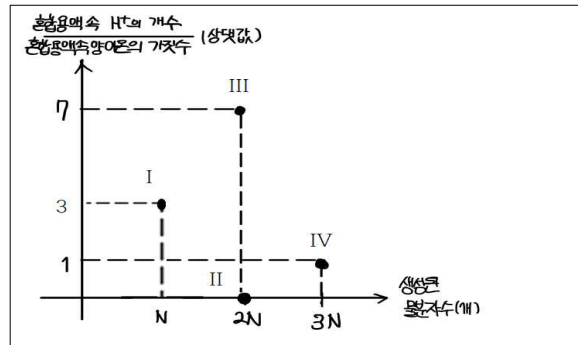 혼합용액 속 H⁺의 개수
혼합용액속양이온의 가짓수 (상댓값)
7
III
3
I
1
IV
II
N
2N
3N
생성된
물분자수(개)